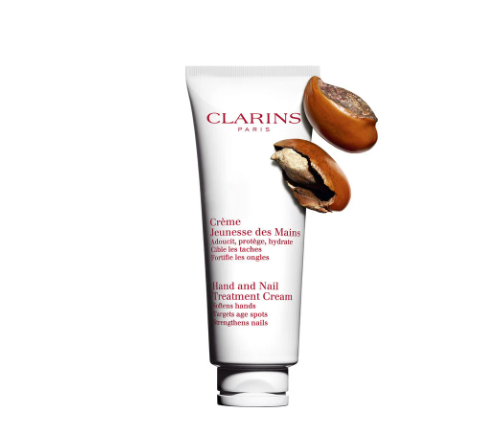 CLARINS
PARIS
Crème
Jeunesse des Mains
Adoucit, protège, hydrate
Cible les taches
Fortifie les ongles
Hand and Nail
Treatment Cream
Softens hands
Targets age spots
Strengthens nails